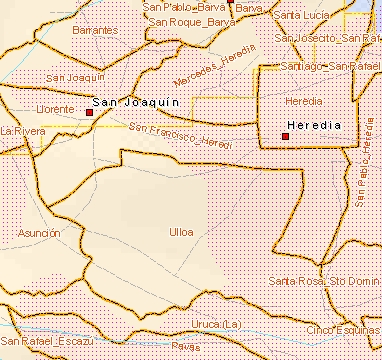 San Pablo_Barva
Barva
Santa Lucía
San Roque_Barva
Barrantes
San Josecito_San Raf
Mercedes_Heredia
Santiago_San Rafael
San Joaquín
San Joaquín
Heredia
Llorente
Heredia
La Rivera
San Francisco_Heredi
San Pablo_Heredia
Asunción
Ulloa
Santa Rosa_Sto Domin
Uruca (La)
Cinco Esquinas
San Rafael_Escazú
Pavas